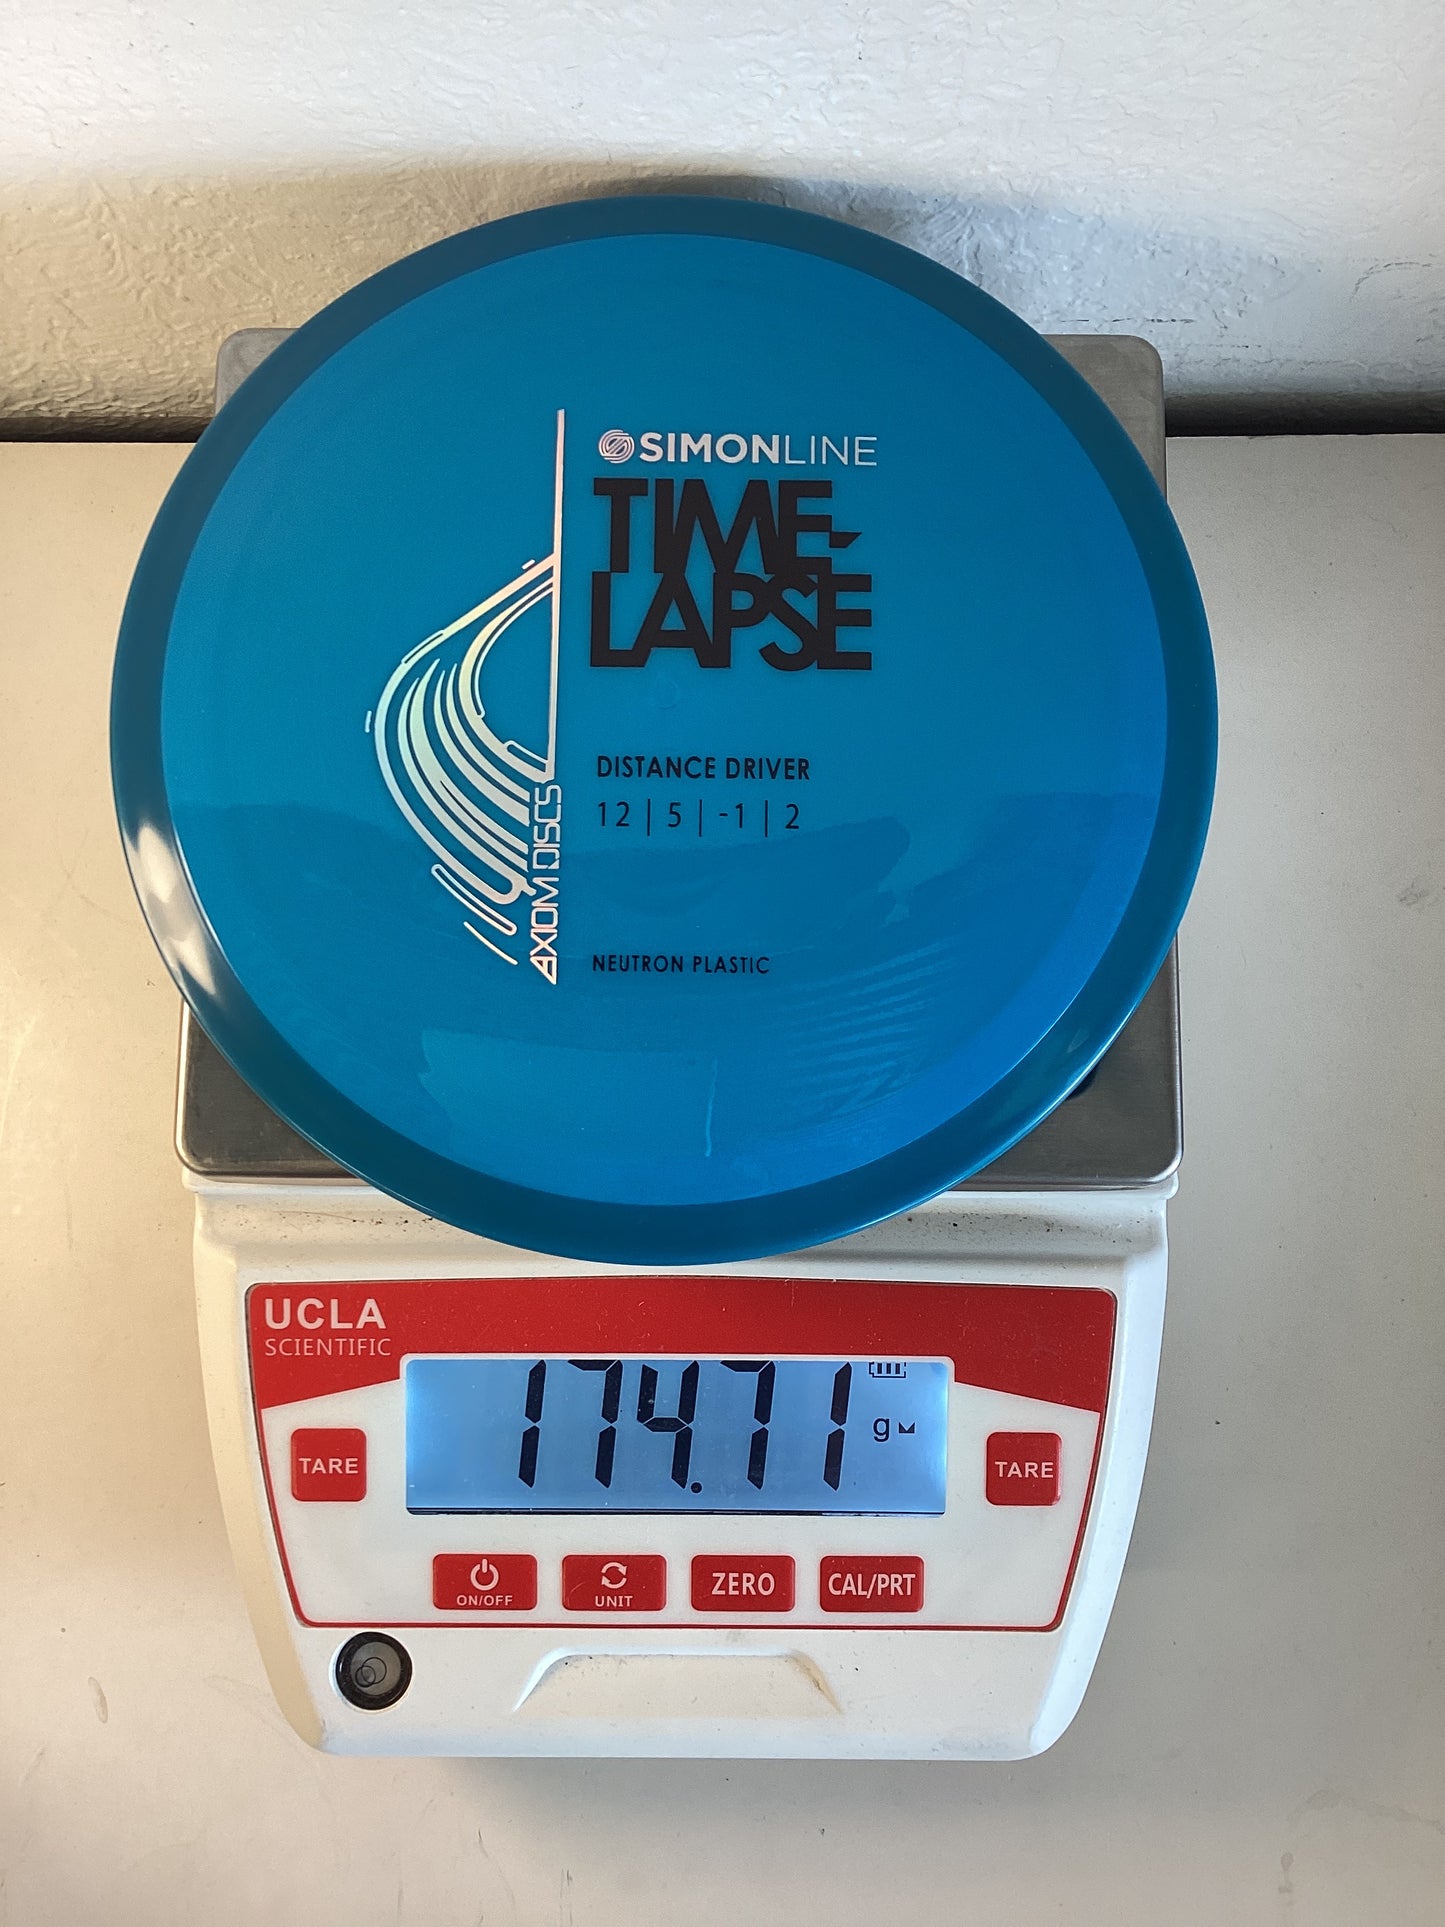 SIMONLINE
TIME-
LAPSE
DISTANCE DRIVER
12 | 5 | -1 | 2
AXIOM DISCS
NEUTRON PLASTIC
UCLA
SCIENTIFIC
174.71 g
TARE
TARE
ON/OFF
UNIT
ZERO
CAL/PRT